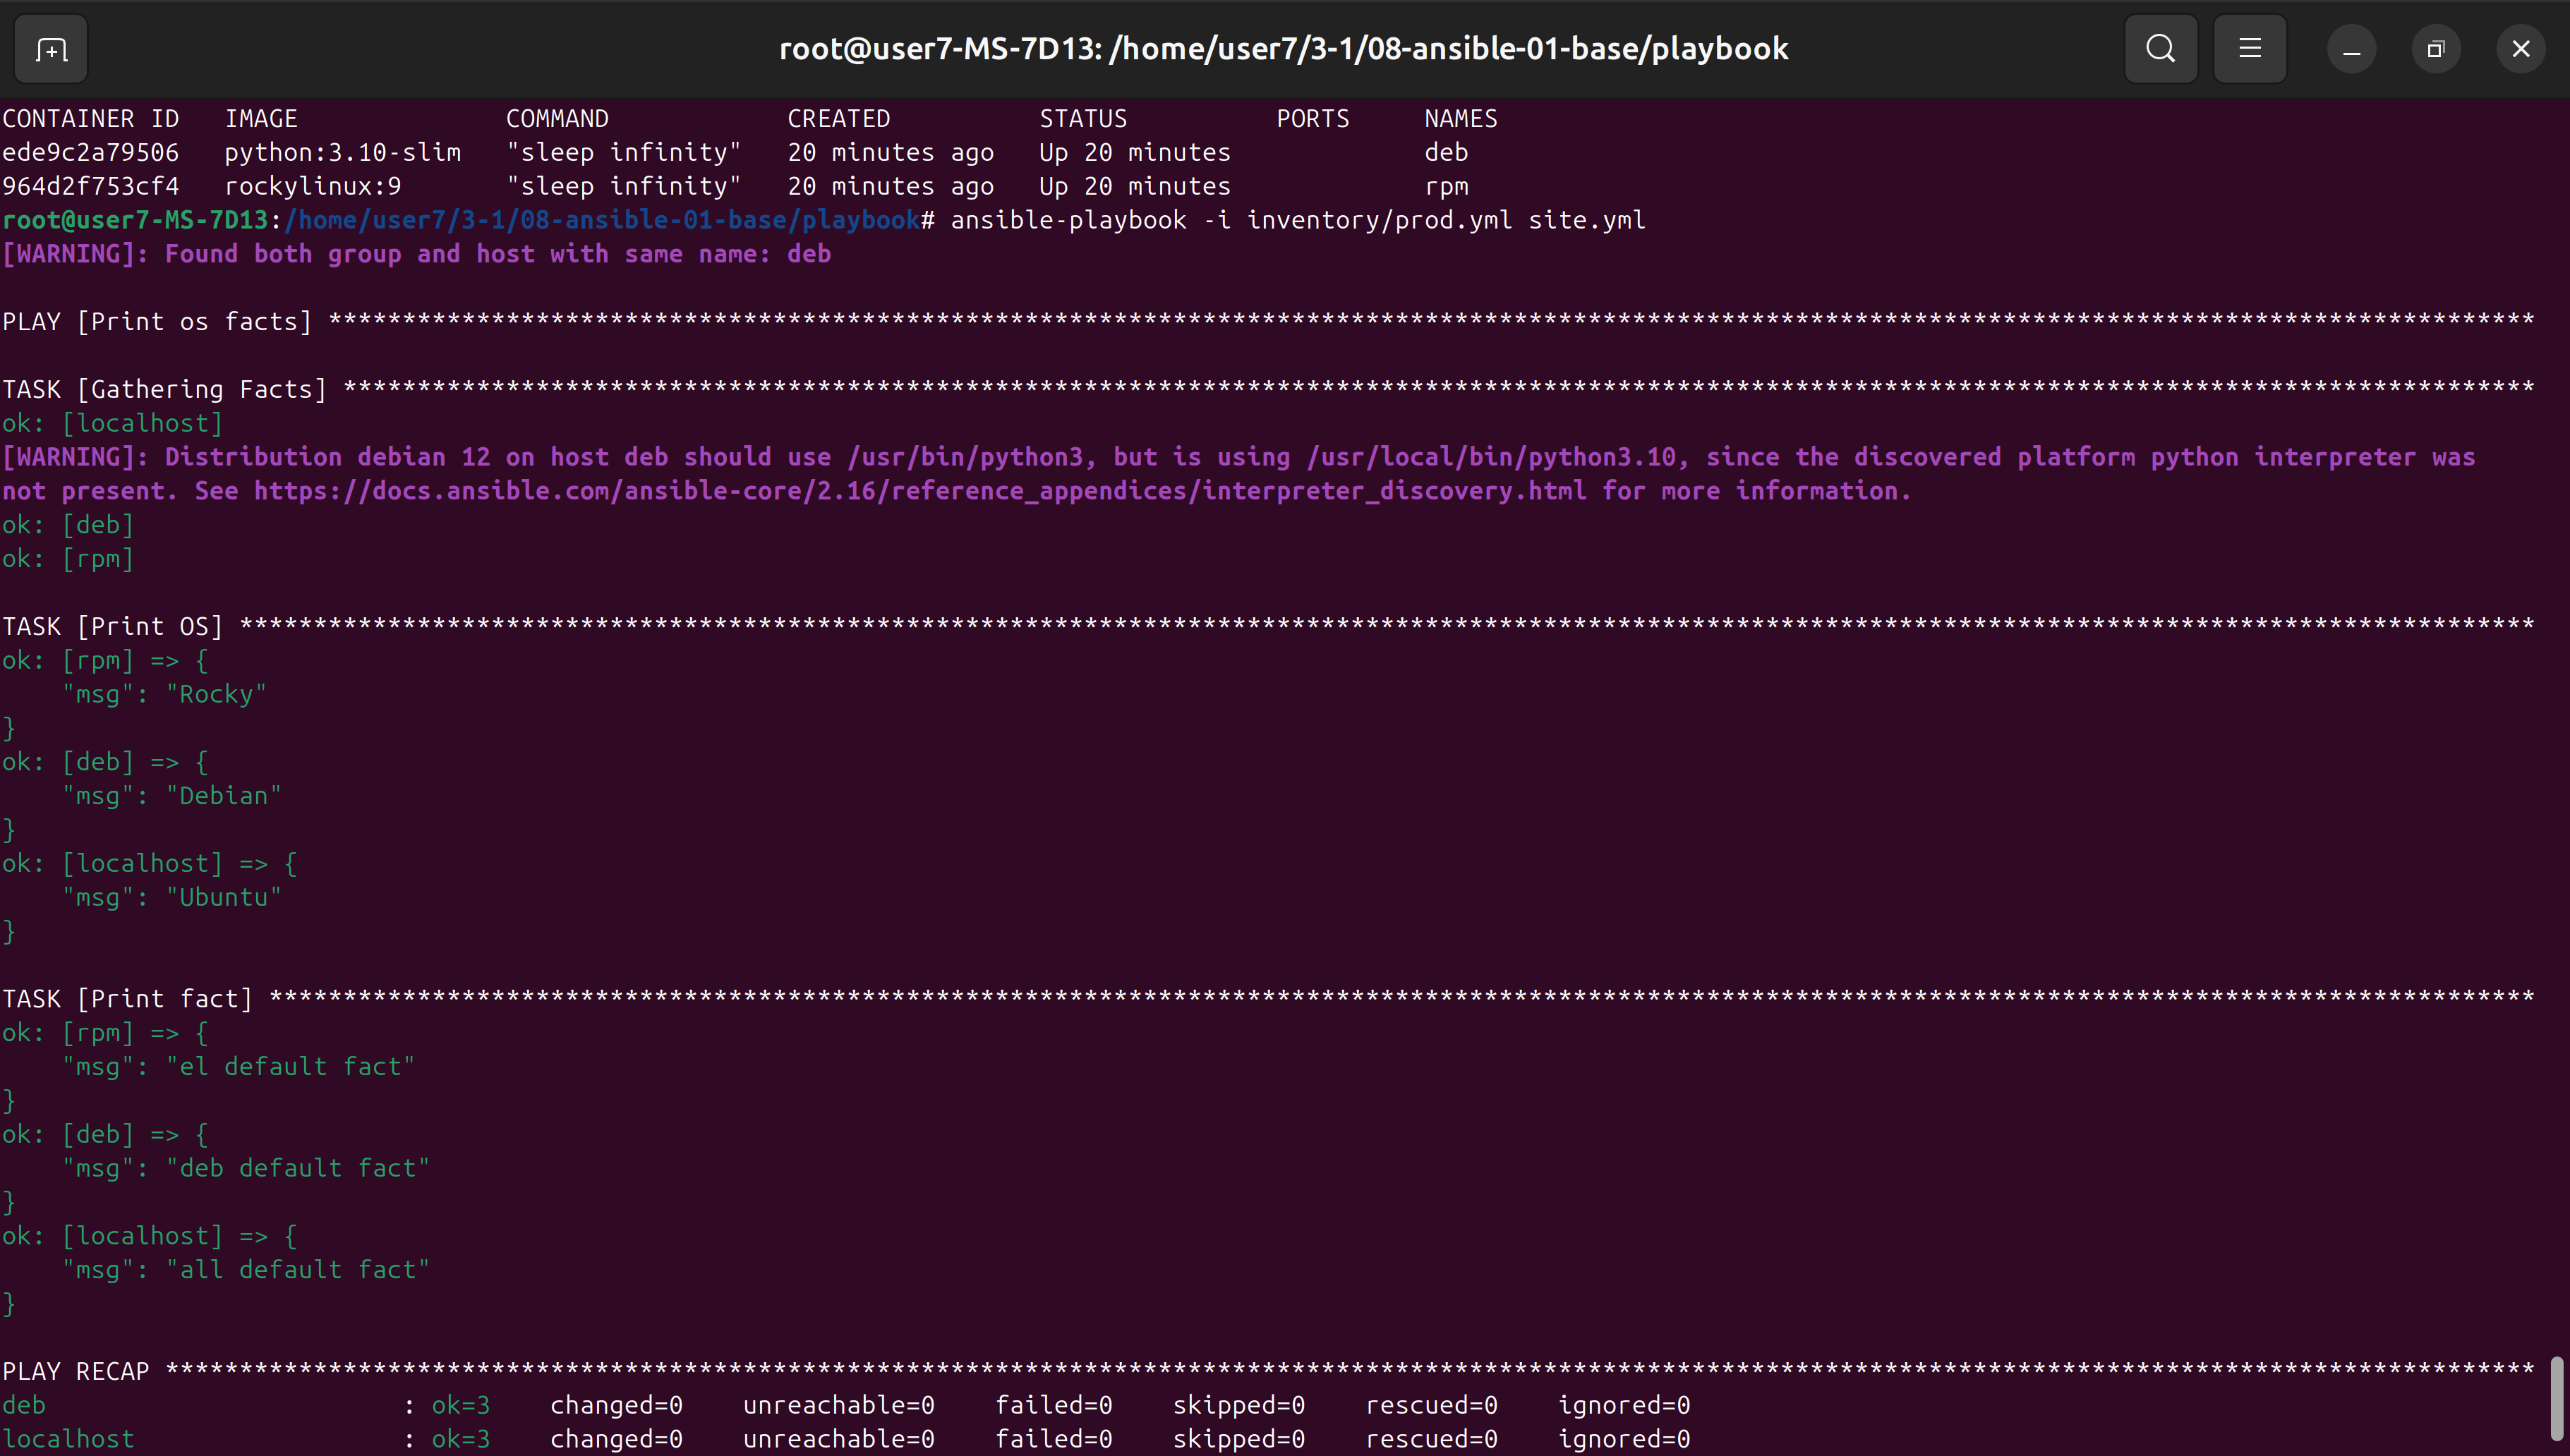 root@user7-MS-7D13: /home/user7/3-1/08-ansible-01-base/playbook
CONTAINER ID   IMAGE              COMMAND            CREATED          STATUS          PORTS     NAMES
ede9c2a79506   python:3.10-slim   "sleep infinity"   20 minutes ago   Up 20 minutes             deb
964d2f753cf4   rockylinux:9       "sleep infinity"   20 minutes ago   Up 20 minutes             rpm
root@user7-MS-7D13:/home/user7/3-1/08-ansible-01-base/playbook# ansible-playbook -i inventory/prod.yml site.yml
[WARNING]: Found both group and host with same name: deb
PLAY [Print os facts] *****************************************************************************************************************************************************
TASK [Gathering Facts] ****************************************************************************************************************************************************
ok: [localhost]
[WARNING]: Distribution debian 12 on host deb should use /usr/bin/python3, but is using /usr/local/bin/python3.10, since the discovered platform python interpreter was
not present. See https://docs.ansible.com/ansible-core/2.16/reference_appendices/interpreter_discovery.html for more information.
ok: [deb]
ok: [rpm]
TASK [Print OS] ***********************************************************************************************************************************************************
ok: [rpm] => {
    "msg": "Rocky"
}
ok: [deb] => {
    "msg": "Debian"
}
ok: [localhost] => {
    "msg": "Ubuntu"
}
TASK [Print fact] *********************************************************************************************************************************************************
ok: [rpm] => {
    "msg": "el default fact"
}
ok: [deb] => {
    "msg": "deb default fact"
}
ok: [localhost] => {
    "msg": "all default fact"
}
PLAY RECAP ****************************************************************************************************************************************************************
deb                        : ok=3    changed=0    unreachable=0    failed=0    skipped=0    rescued=0    ignored=0
localhost                  : ok=3    changed=0    unreachable=0    failed=0    skipped=0    rescued=0    ignored=0